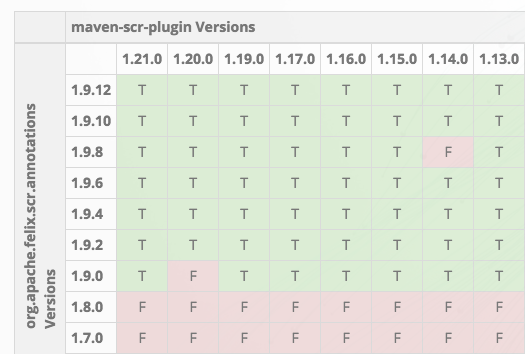 maven-scr-plugin Versions
1.21.0 1.20.0 1.19.0 1.17.0 1.16.0 1.15.0 1.14.0 1.13.0
org.apache.felix.scr.annotations
Versions
1.9.12 T T T T T T T T
1.9.10 T T T T T T T T
1.9.8 T T T T T T F T
1.9.6 T T T T T T T T
1.9.4 T T T T T T T T
1.9.2 T T T T T T T T
1.9.0 T F T T T T T T
1.8.0 F F F F F F F F
1.7.0 F F F F F F F F